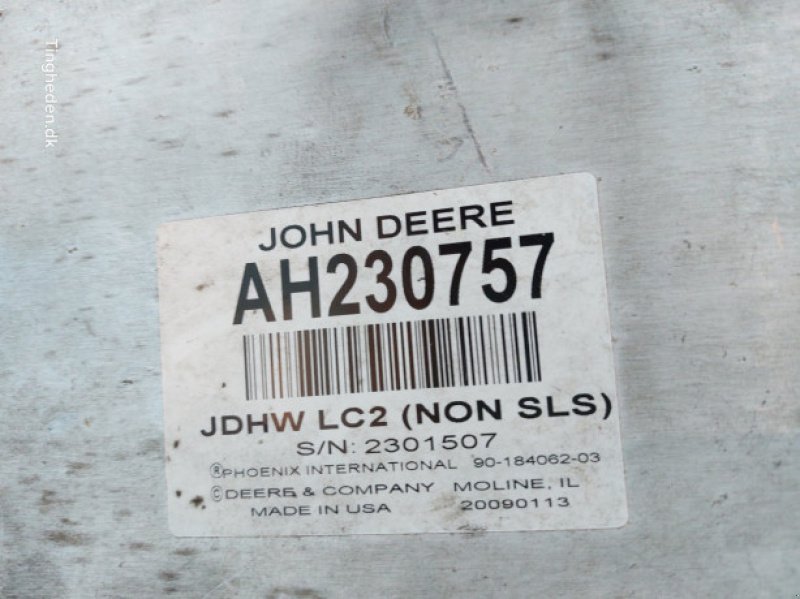 Tingheden.dk
JOHN DEERE
AH230757
JDHW LC2 (NON SLS)
S/N: 2301507
®PHOENIX INTERNATIONAL 90-184062-03
©DEERE & COMPANY MOLINE, IL
MADE IN USA 20090113